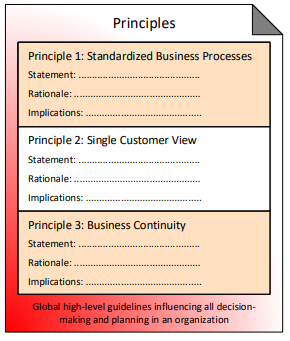 Principles
Principle 1: Standardized Business Processes
Statement: .............................................
Rationale: ...............................................
Implications: ...........................................
Principle 2: Single Customer View
Statement: .............................................
Rationale: ...............................................
Implications: ...........................................
Principle 3: Business Continuity
Statement: .............................................
Rationale: ...............................................
Implications: ...........................................
Global high-level guidelines influencing all decision-
making and planning in an organization